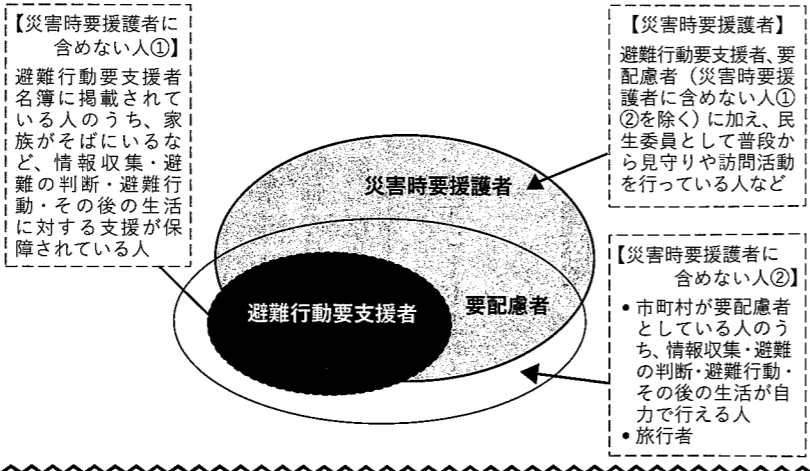 【災害時要援護者に
含めない人①】
避難行動要支援者
名簿に掲載されて
いる人のうち、家
族がそばにいるな
ど、情報収集・避
難の判断・避難行
動・その後の生活
に対する支援が保
障されている人
【災害時要援護者】
避難行動要支援者、要
配慮者（災害時要援
護者に含めない人①
②を除く）に加え、民
生委員として普段か
ら見守りや訪問活動
を行っている人など
災害時要援護者
避難行動要支援者
要配慮者
【災害時要援護者に
含めない人②】
• 市町村が要配慮者
としている人のう
ち、情報収集・避難
の判断・避難行動・
その後の生活が自
力で行える人
• 旅行者